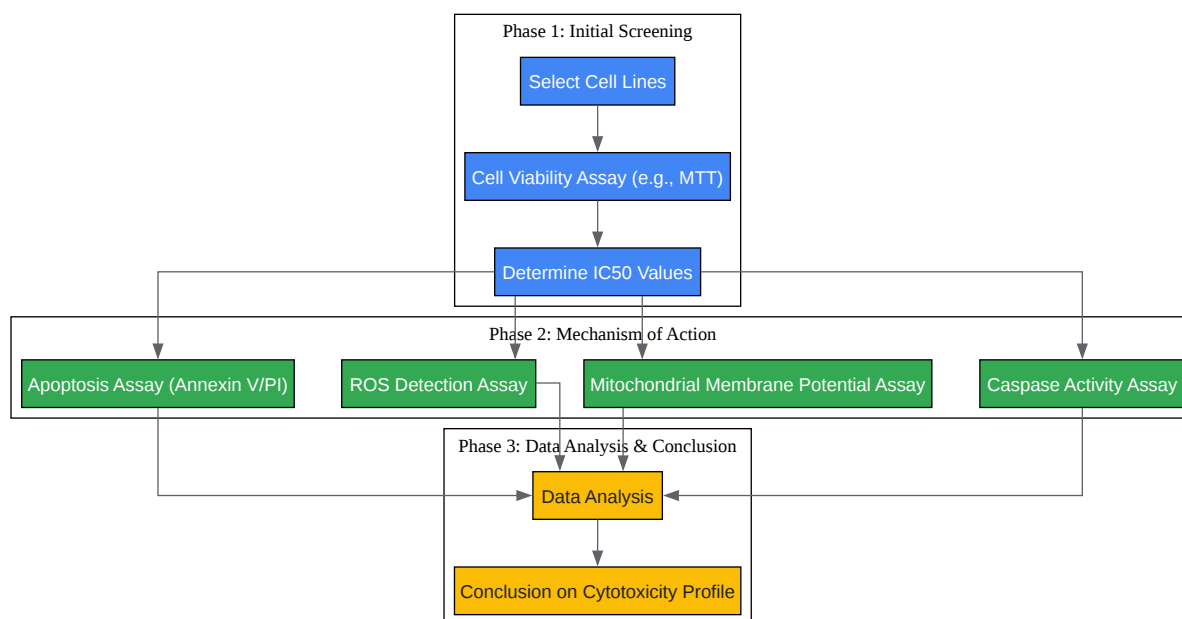 Phase 1: Initial Screening
Select Cell Lines
Cell Viability Assay (e.g., MTT)
Determine IC50 Values
Phase 2: Mechanism of Action
Apoptosis Assay (Annexin V/PI)
ROS Detection Assay
Mitochondrial Membrane Potential Assay
Caspase Activity Assay
Phase 3: Data Analysis & Conclusion
Data Analysis
Conclusion on Cytotoxicity Profile